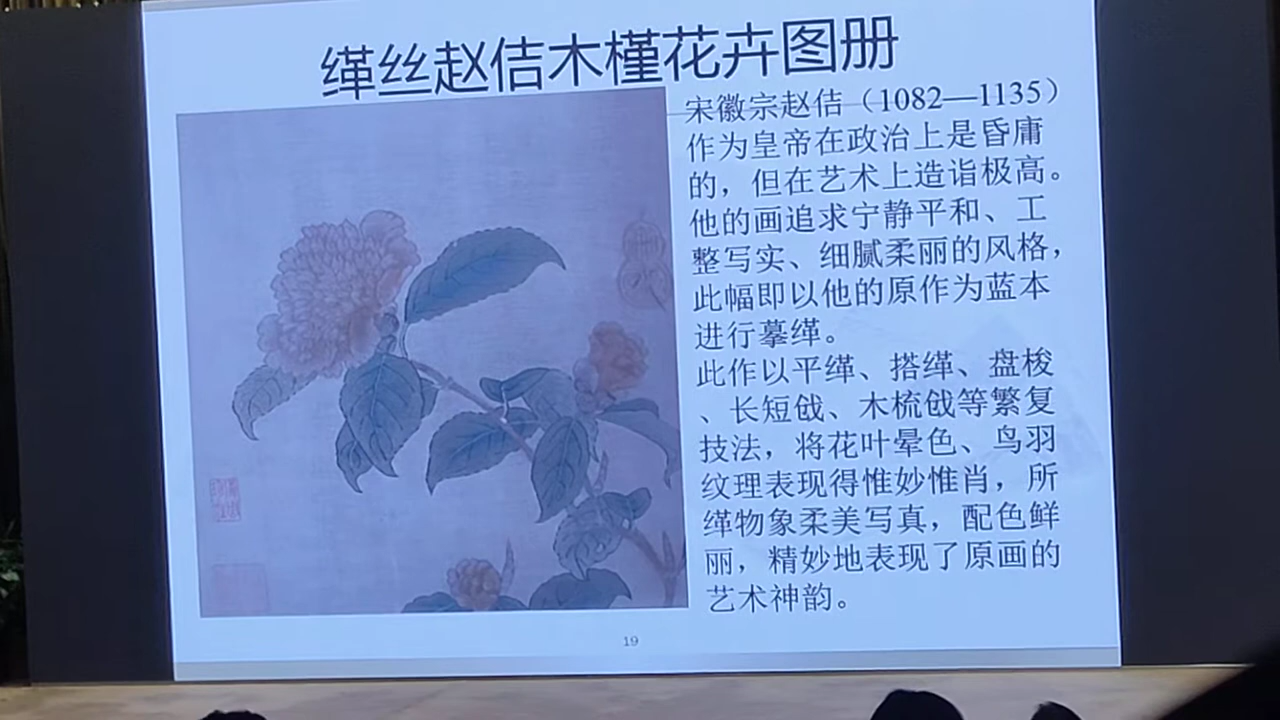 缂丝赵佶木槿花卉图册
宋徽宗赵佶（1082—1135）
作为皇帝在政治上是昏庸
的，但在艺术上造诣极高。
他的画追求宁静平和、工
整写实、细腻柔丽的风格，
此幅即以他的原作为蓝本
进行摹缂。
此作以平缂、搭缂、盘梭
、长短戗、木梳戗等繁复
技法，将花叶晕色、鸟羽
纹理表现得惟妙惟肖，所
缂物象柔美写真，配色鲜
丽，精妙地表现了原画的
艺术神韵。
19